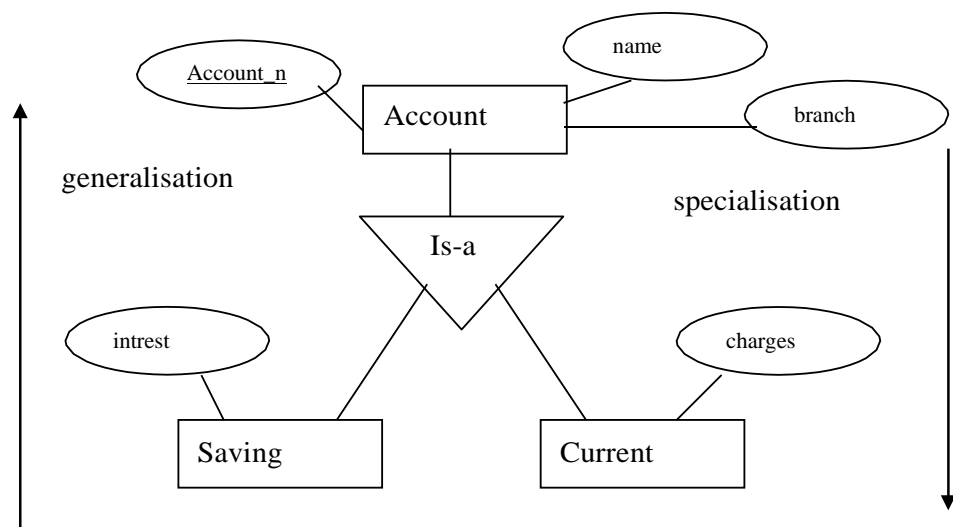 name
Account_n
Account
branch
generalisation
specialisation
Is-a
intrest
charges
Saving
Current